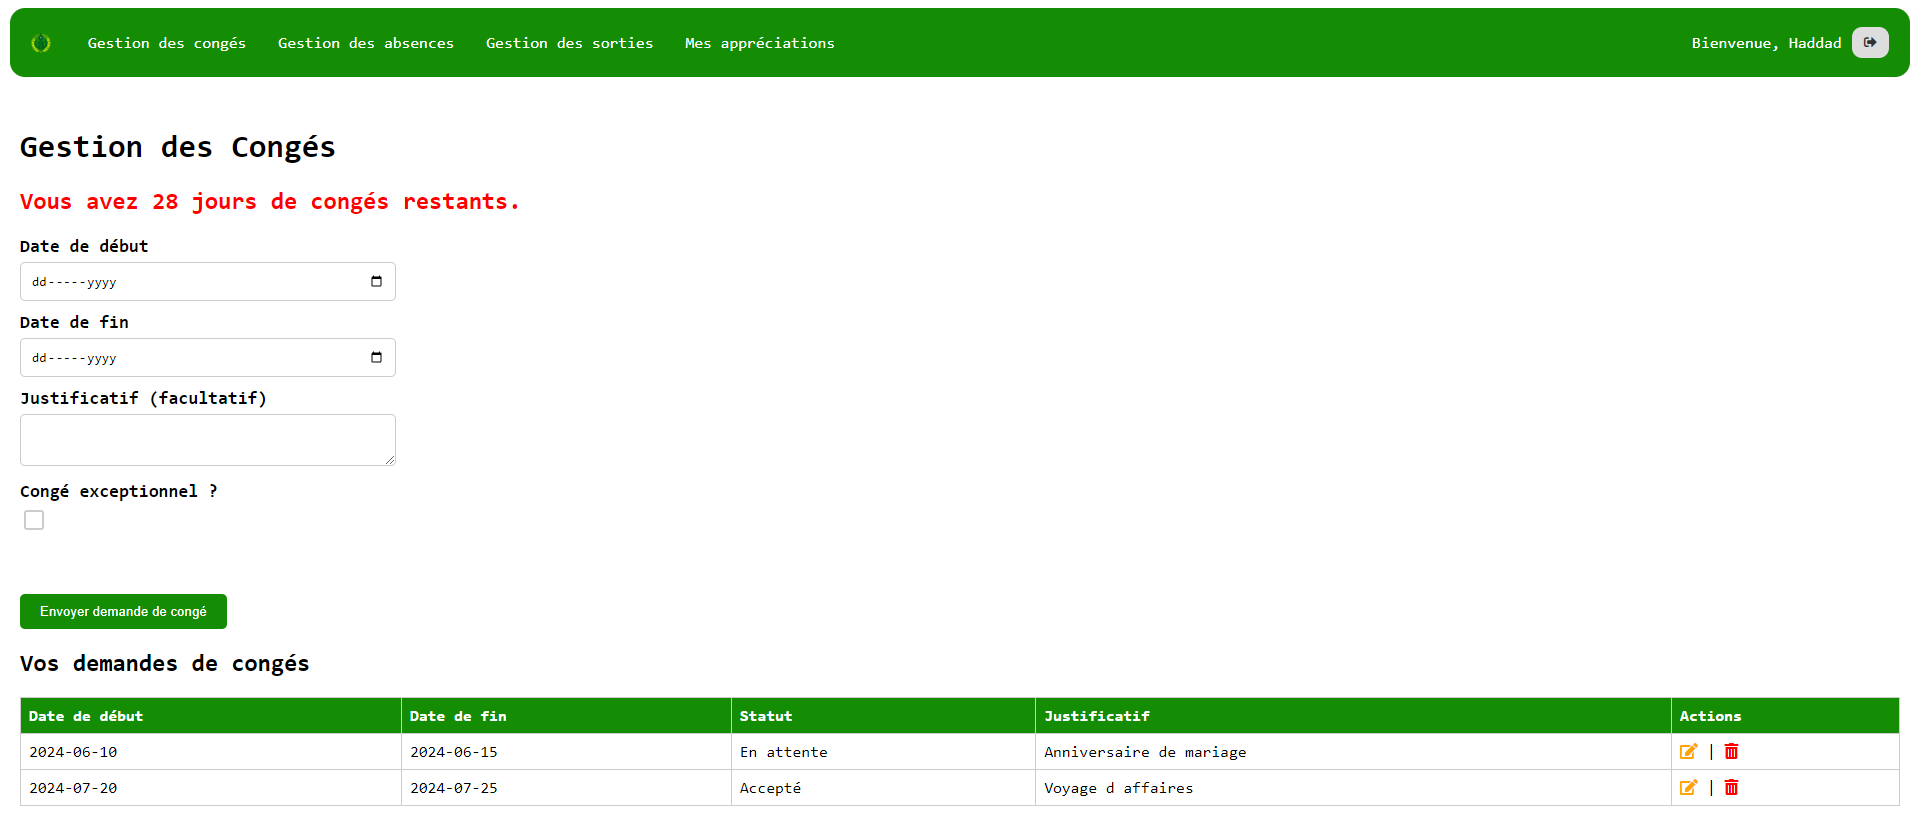 Gestion des congés Gestion des absences Gestion des sorties Mes appréciations Bienvenue, Haddad
Gestion des Congés
Vous avez 28 jours de congés restants.
Date de début
dd-----yyyy
Date de fin
dd-----yyyy
Justificatif (facultatif)
Congé exceptionnel ?
Envoyer demande de congé
Vos demandes de congés
Date de début Date de fin Statut Justificatif Actions
2024-06-10 2024-06-15 En attente Anniversaire de mariage |
2024-07-20 2024-07-25 Accepté Voyage d affaires |